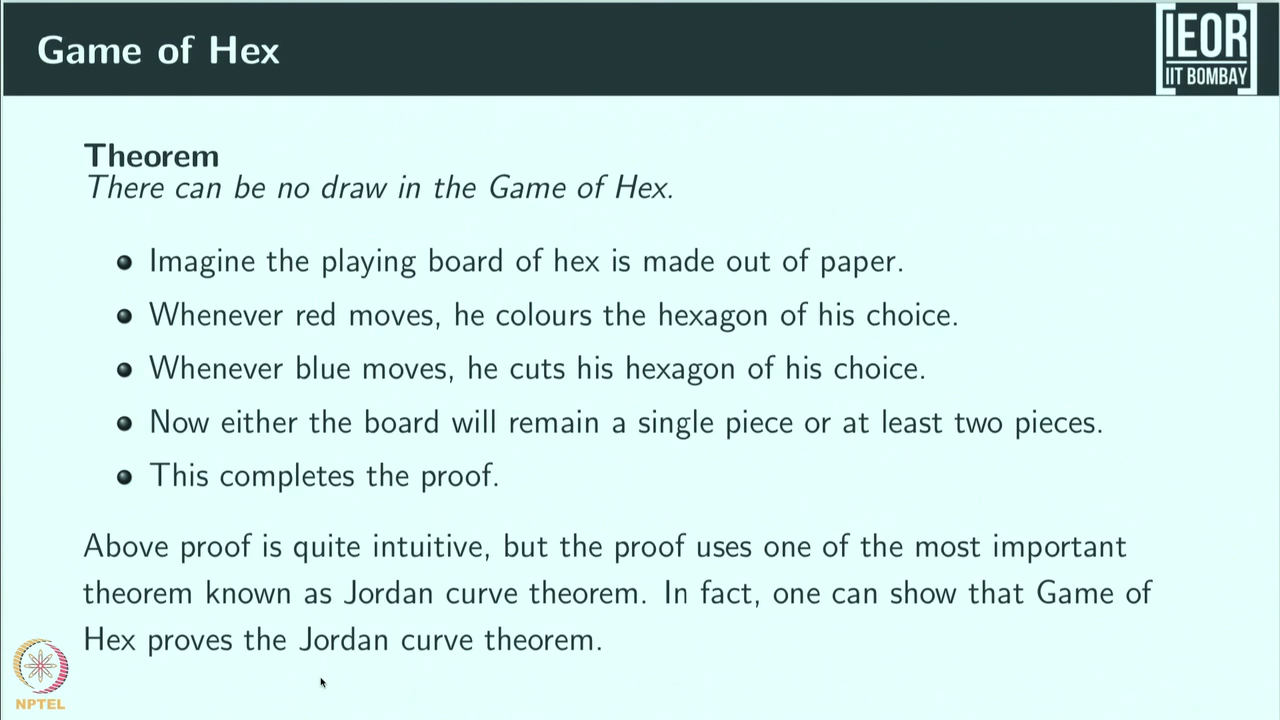 Game of Hex
IEOR
IIT BOMBAY
Theorem
There can be no draw in the Game of Hex.
Imagine the playing board of hex is made out of paper.
Whenever red moves, he colours the hexagon of his choice.
Whenever blue moves, he cuts his hexagon of his choice.
Now either the board will remain a single piece or at least two pieces.
This completes the proof.
Above proof is quite intuitive, but the proof uses one of the most important
theorem known as Jordan curve theorem. In fact, one can show that Game of
Hex proves the Jordan curve theorem.
NPTEL